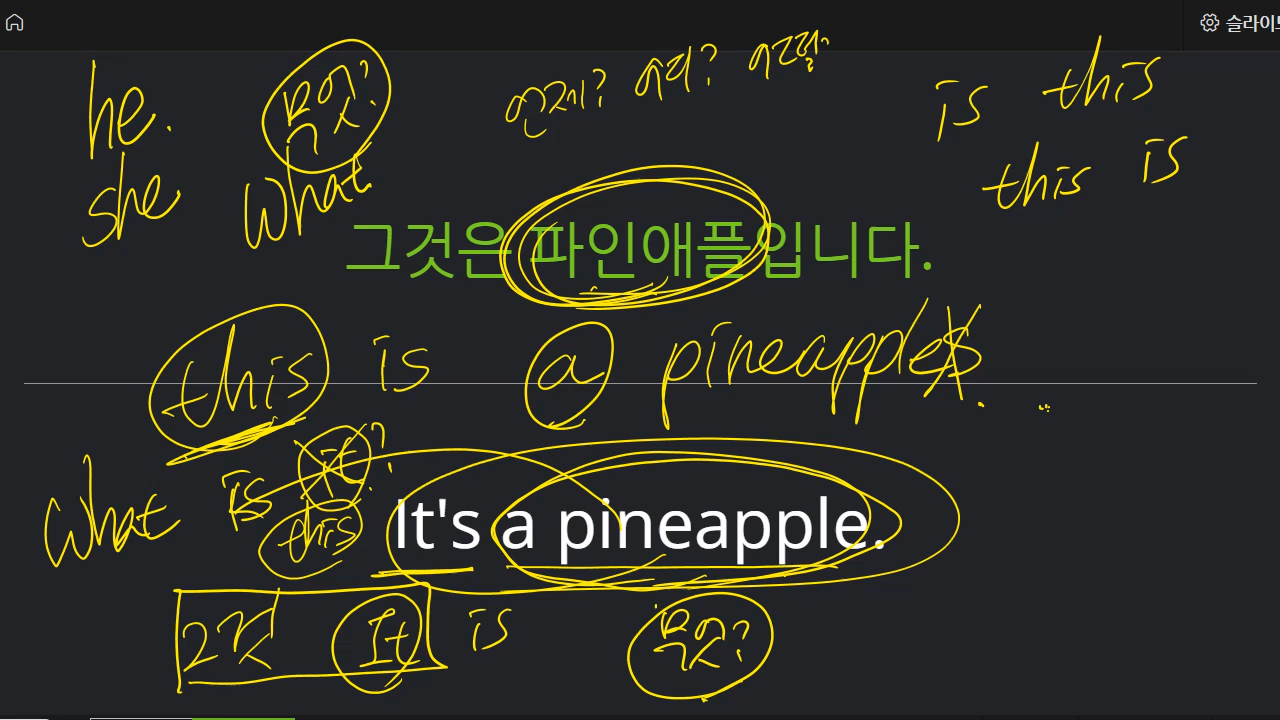 슬라이드
he. 무엇? 언제? 어디? 어떻? is this
she. what this is
그것은 파인애플입니다.
this is a pineapples.
what is it?
this
It's a pineapple.
그것 It is 무엇?